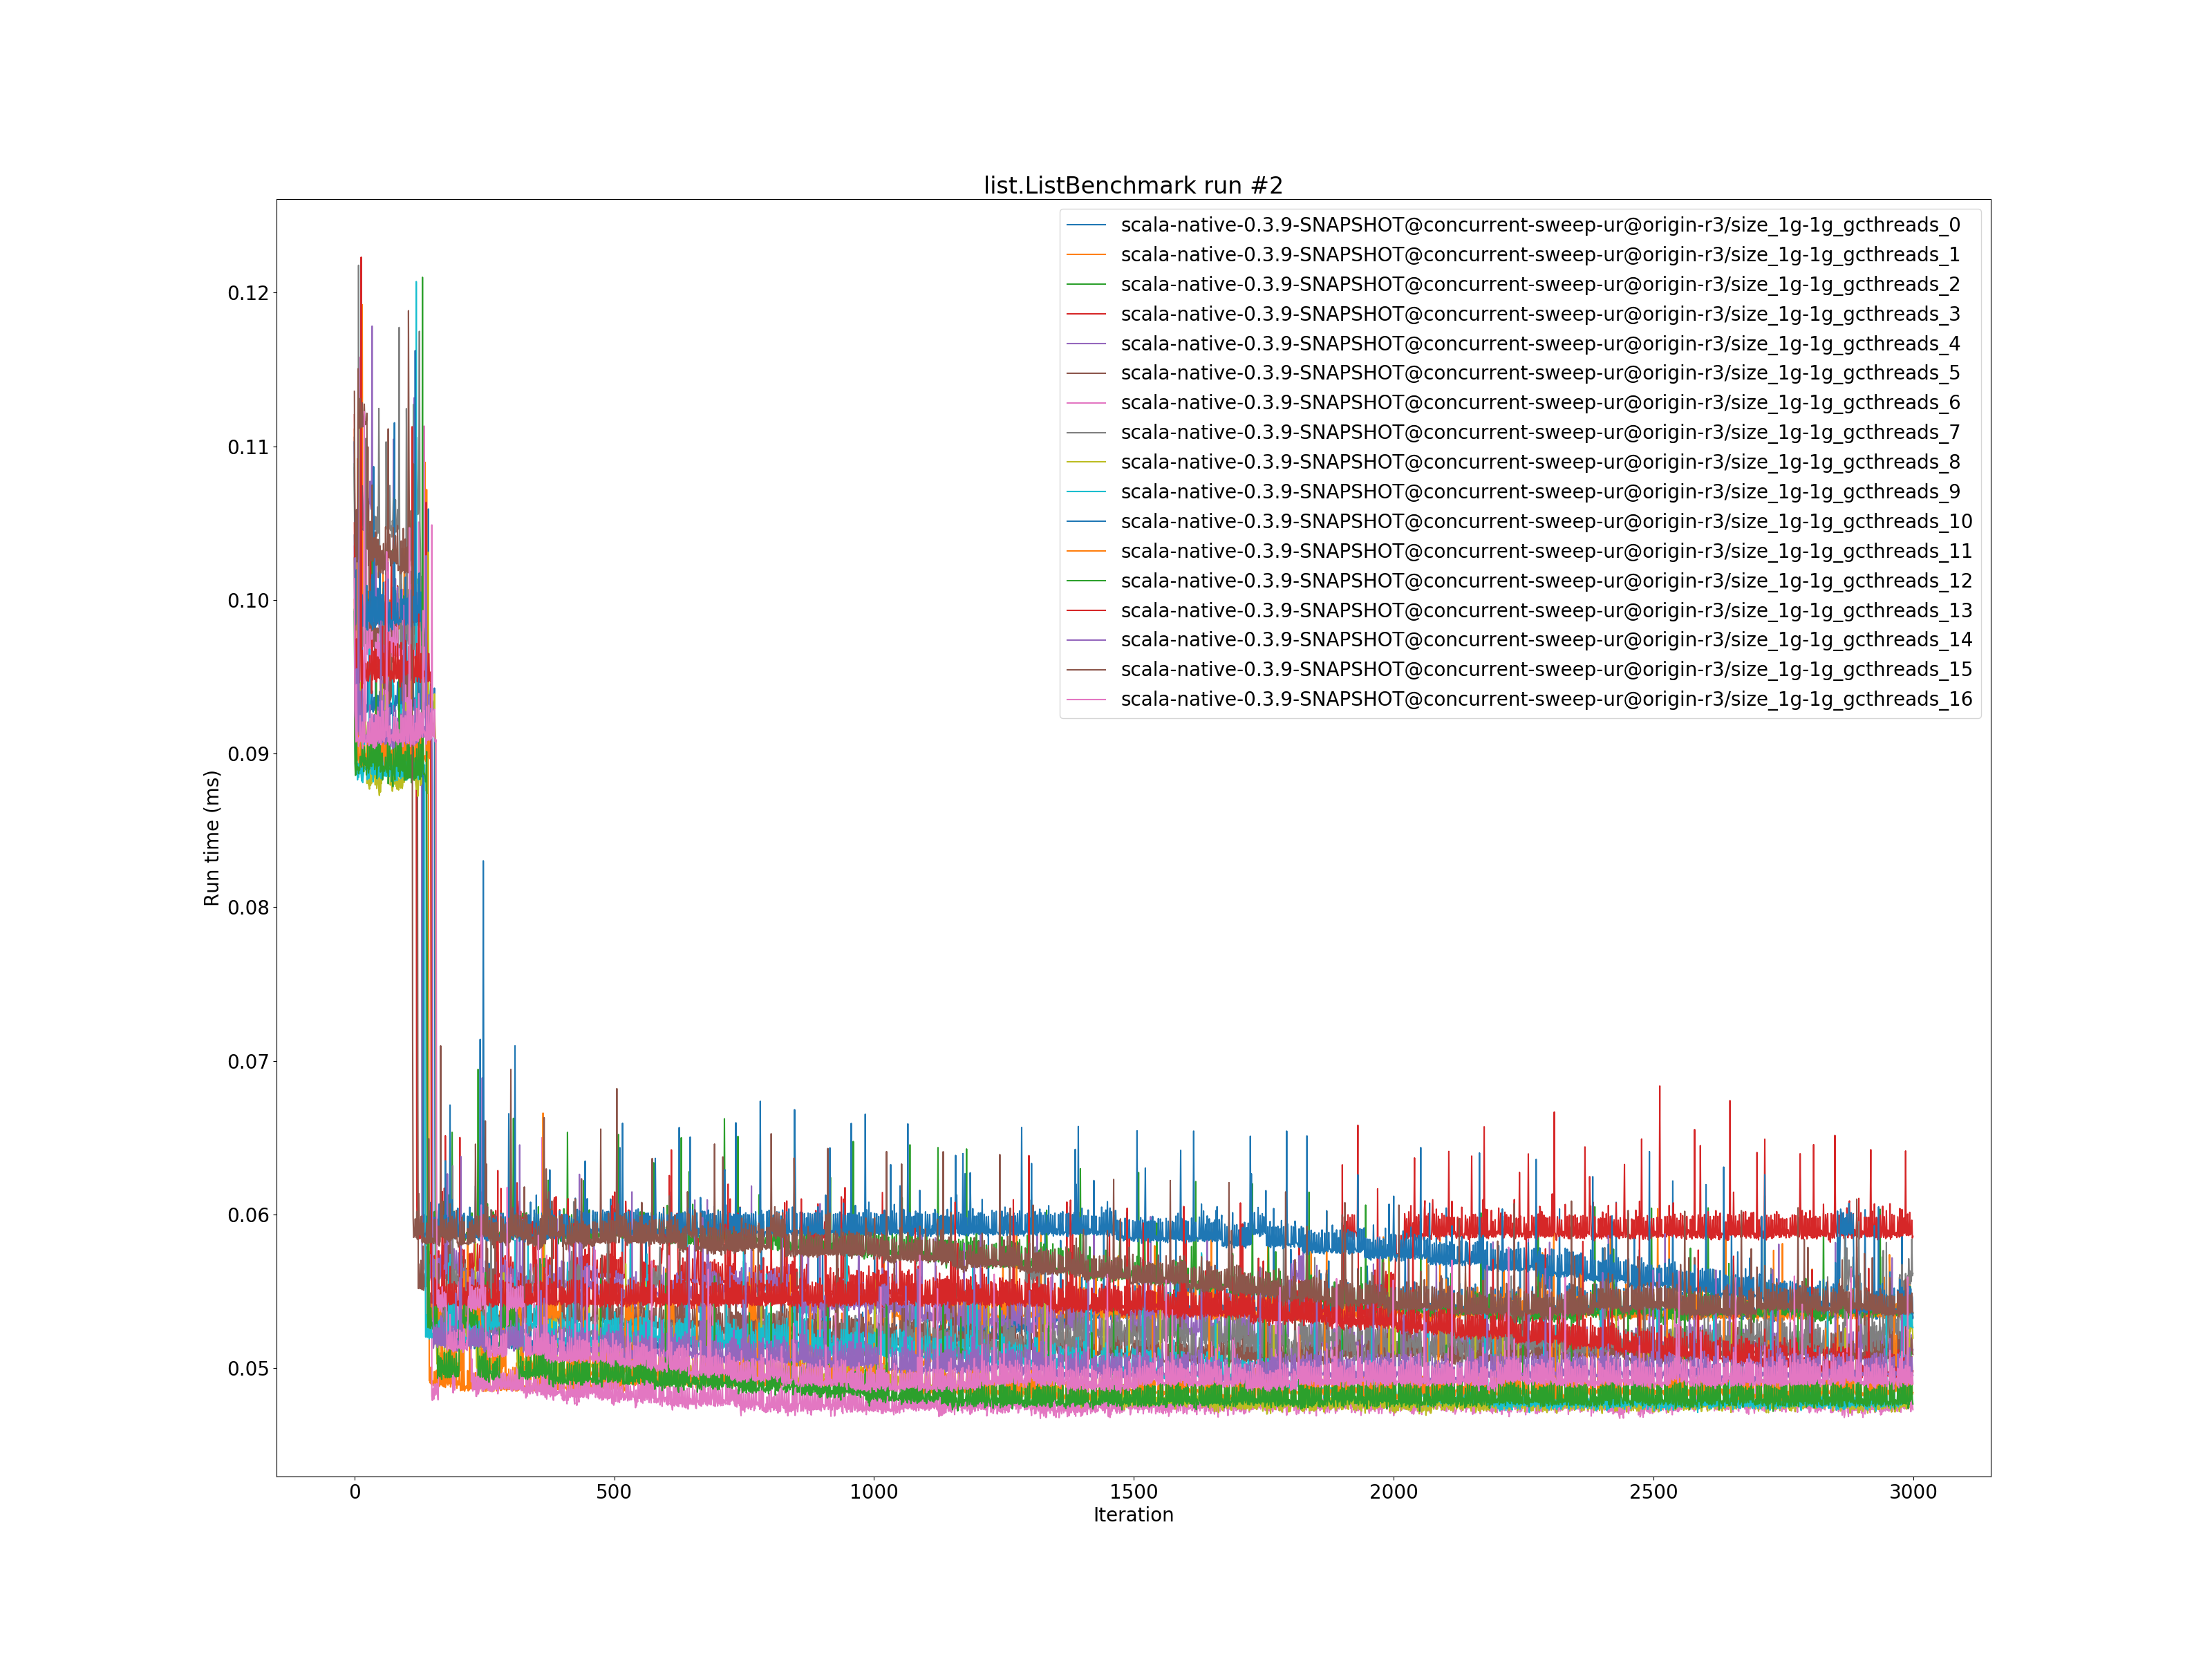 list.ListBenchmark run #2
scala-native-0.3.9-SNAPSHOT@concurrent-sweep-ur@origin-r3/size_1g-1g_gcthreads_0
scala-native-0.3.9-SNAPSHOT@concurrent-sweep-ur@origin-r3/size_1g-1g_gcthreads_1
scala-native-0.3.9-SNAPSHOT@concurrent-sweep-ur@origin-r3/size_1g-1g_gcthreads_2
scala-native-0.3.9-SNAPSHOT@concurrent-sweep-ur@origin-r3/size_1g-1g_gcthreads_3
scala-native-0.3.9-SNAPSHOT@concurrent-sweep-ur@origin-r3/size_1g-1g_gcthreads_4
scala-native-0.3.9-SNAPSHOT@concurrent-sweep-ur@origin-r3/size_1g-1g_gcthreads_5
scala-native-0.3.9-SNAPSHOT@concurrent-sweep-ur@origin-r3/size_1g-1g_gcthreads_6
scala-native-0.3.9-SNAPSHOT@concurrent-sweep-ur@origin-r3/size_1g-1g_gcthreads_7
scala-native-0.3.9-SNAPSHOT@concurrent-sweep-ur@origin-r3/size_1g-1g_gcthreads_8
scala-native-0.3.9-SNAPSHOT@concurrent-sweep-ur@origin-r3/size_1g-1g_gcthreads_9
scala-native-0.3.9-SNAPSHOT@concurrent-sweep-ur@origin-r3/size_1g-1g_gcthreads_10
scala-native-0.3.9-SNAPSHOT@concurrent-sweep-ur@origin-r3/size_1g-1g_gcthreads_11
scala-native-0.3.9-SNAPSHOT@concurrent-sweep-ur@origin-r3/size_1g-1g_gcthreads_12
scala-native-0.3.9-SNAPSHOT@concurrent-sweep-ur@origin-r3/size_1g-1g_gcthreads_13
scala-native-0.3.9-SNAPSHOT@concurrent-sweep-ur@origin-r3/size_1g-1g_gcthreads_14
scala-native-0.3.9-SNAPSHOT@concurrent-sweep-ur@origin-r3/size_1g-1g_gcthreads_15
scala-native-0.3.9-SNAPSHOT@concurrent-sweep-ur@origin-r3/size_1g-1g_gcthreads_16
Run time (ms)
0.12
0.11
0.10
0.09
0.08
0.07
0.06
0.05
0 500 1000 1500 2000 2500 3000
Iteration